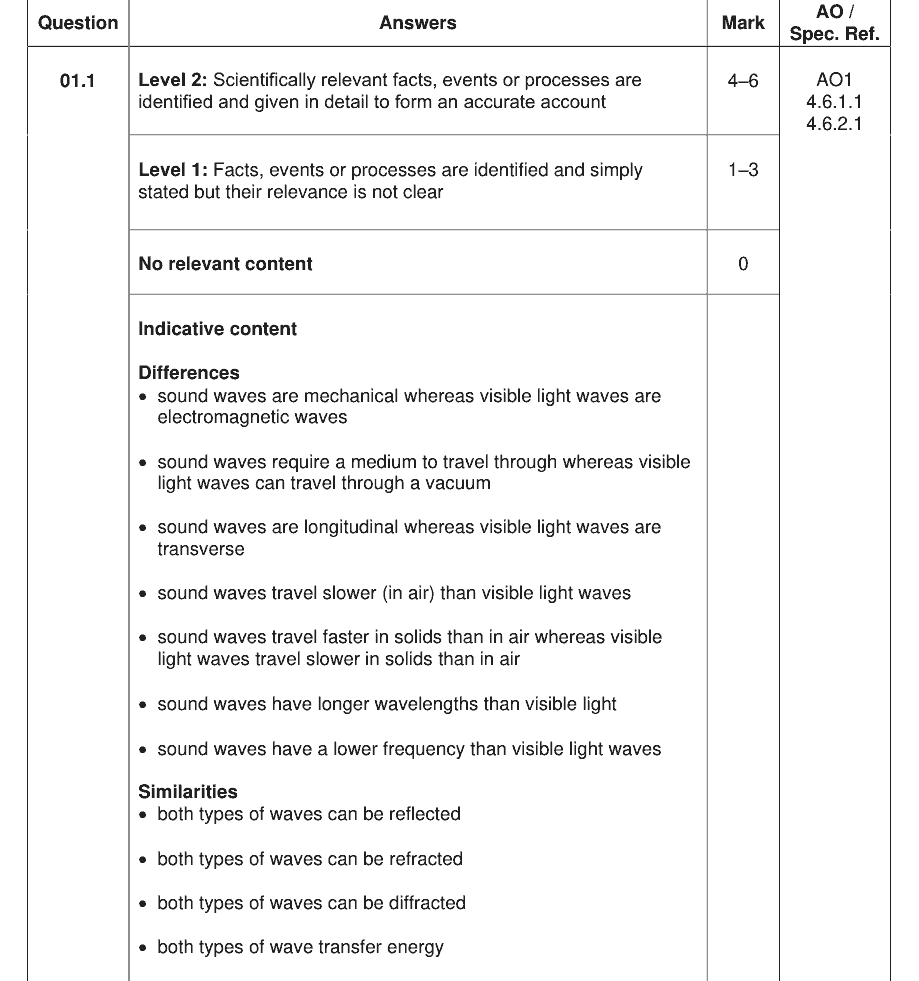 Question Answers Mark AO /
Spec. Ref.
01.1 Level 2: Scientifically relevant facts, events or processes are 4–6 AO1
identified and given in detail to form an accurate account 4.6.1.1
4.6.2.1
Level 1: Facts, events or processes are identified and simply 1–3
stated but their relevance is not clear
No relevant content 0
Indicative content
Differences
• sound waves are mechanical whereas visible light waves are
electromagnetic waves
• sound waves require a medium to travel through whereas visible
light waves can travel through a vacuum
• sound waves are longitudinal whereas visible light waves are
transverse
• sound waves travel slower (in air) than visible light waves
• sound waves travel faster in solids than in air whereas visible
light waves travel slower in solids than in air
• sound waves have longer wavelengths than visible light
• sound waves have a lower frequency than visible light waves
Similarities
• both types of waves can be reflected
• both types of waves can be refracted
• both types of waves can be diffracted
• both types of wave transfer energy